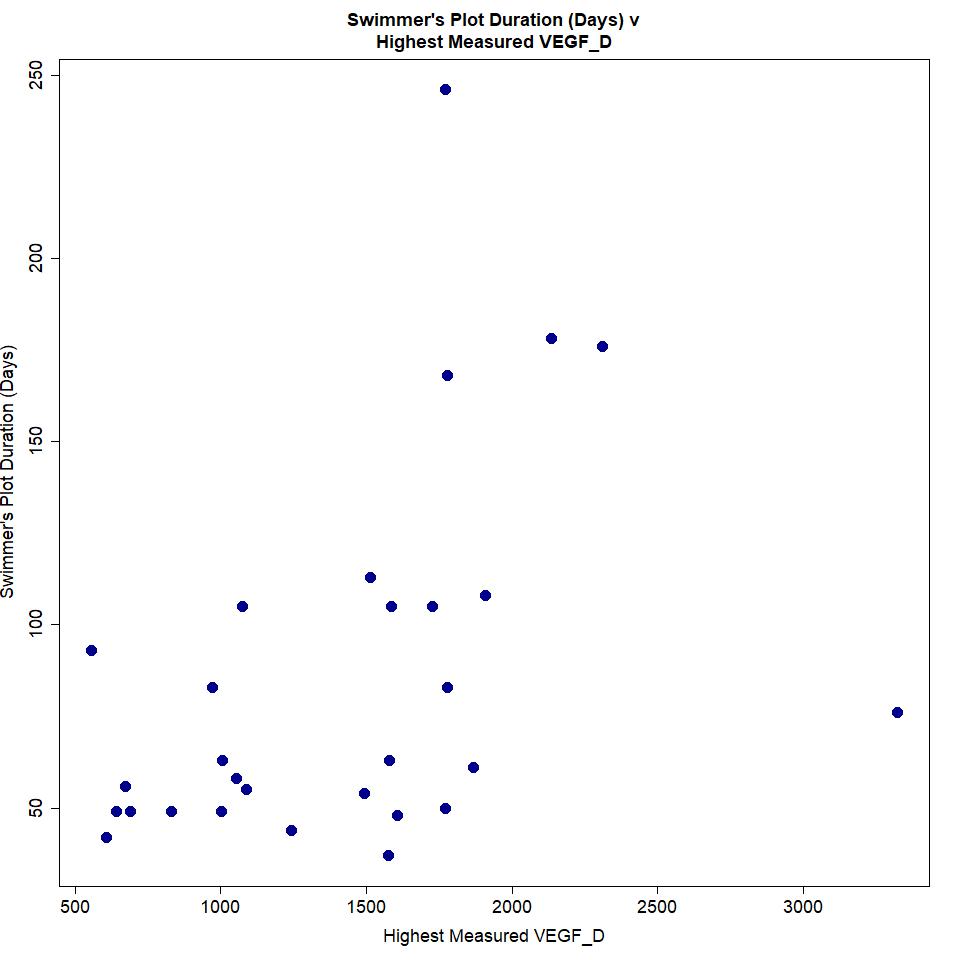 Swimmer's Plot Duration (Days) v
Highest Measured VEGF_D
Swimmer's Plot Duration (Days)
250
200
150
100
50
500 1000 1500 2000 2500 3000
Highest Measured VEGF_D